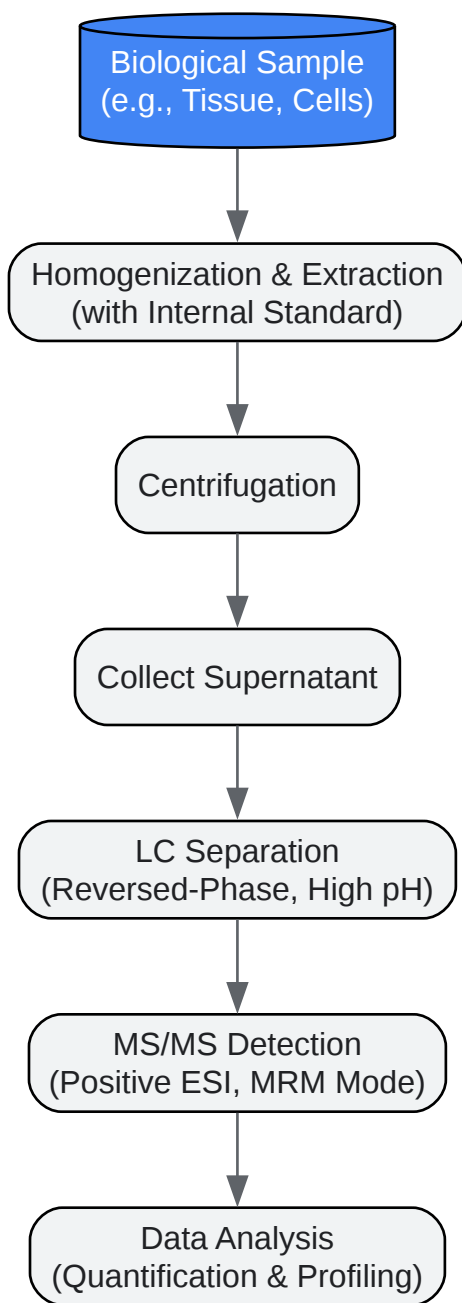 Biological Sample
(e.g., Tissue, Cells)
Homogenization & Extraction
(with Internal Standard)
Centrifugation
Collect Supernatant
LC Separation
(Reversed-Phase, High pH)
MS/MS Detection
(Positive ESI, MRM Mode)
Data Analysis
(Quantification & Profiling)